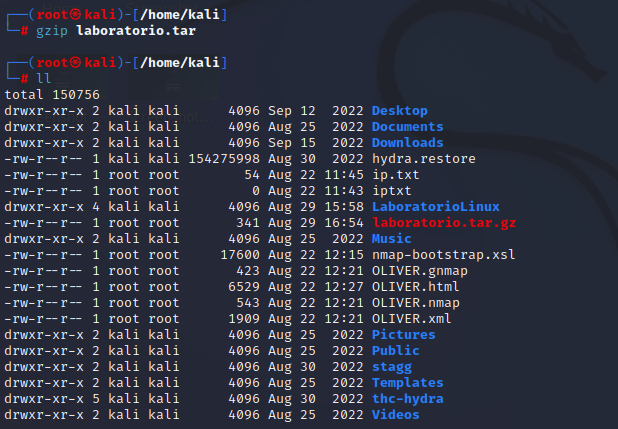 ┌──(root㉿kali)-[/home/kali]
└─# gzip laboratorio.tar
┌──(root㉿kali)-[/home/kali]
└─# ll
total 150756
drwxr-xr-x 2 kali kali      4096 Sep 12  2022 Desktop
drwxr-xr-x 2 kali kali      4096 Aug 25  2022 Documents
drwxr-xr-x 2 kali kali      4096 Sep 15  2022 Downloads
-rw-r--r-- 1 kali kali 154275998 Aug 30  2022 hydra.restore
-rw-r--r-- 1 root root        54 Aug 22 11:45 ip.txt
-rw-r--r-- 1 root root         0 Aug 22 11:43 iptxt
drwxr-xr-x 4 kali kali      4096 Aug 29 15:58 LaboratorioLinux
-rw-r--r-- 1 root root       341 Aug 29 16:54 laboratorio.tar.gz
drwxr-xr-x 2 kali kali      4096 Aug 25  2022 Music
-rw-r--r-- 1 root root     17600 Aug 22 12:15 nmap-bootstrap.xsl
-rw-r--r-- 1 root root       423 Aug 22 12:21 OLIVER.gnmap
-rw-r--r-- 1 root root      6529 Aug 22 12:27 OLIVER.html
-rw-r--r-- 1 root root       543 Aug 22 12:21 OLIVER.nmap
-rw-r--r-- 1 root root      1909 Aug 22 12:21 OLIVER.xml
drwxr-xr-x 2 kali kali      4096 Aug 25  2022 Pictures
drwxr-xr-x 2 kali kali      4096 Aug 25  2022 Public
drwxr-xr-x 2 kali kali      4096 Aug 30  2022 stagg
drwxr-xr-x 2 kali kali      4096 Aug 25  2022 Templates
drwxr-xr-x 5 kali kali      4096 Aug 30  2022 thc-hydra
drwxr-xr-x 2 kali kali      4096 Aug 25  2022 Videos